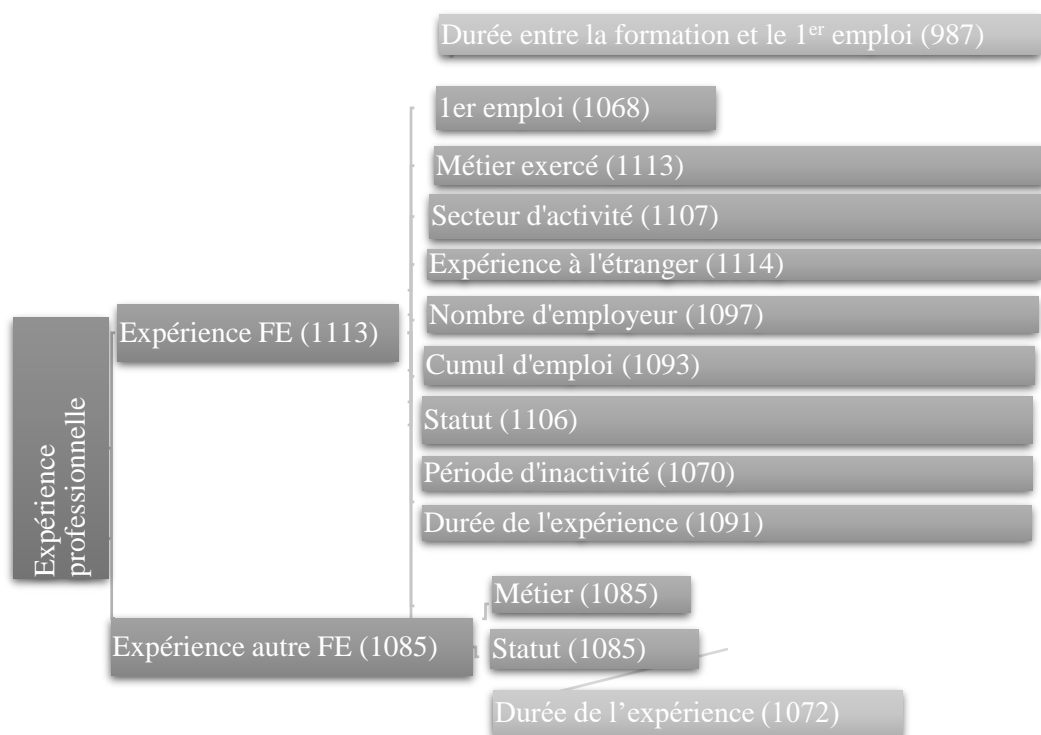 Durée entre la formation et le 1er emploi (987)
1er emploi (1068)
Métier exercé (1113)
Secteur d'activité (1107)
Expérience à l'étranger (1114)
Expérience FE (1113)
Nombre d'employeur (1097)
Cumul d'emploi (1093)
Statut (1106)
Période d'inactivité (1070)
Durée de l'expérience (1091)
Expérience
professionnelle
Métier (1085)
Expérience autre FE (1085)
Statut (1085)
Durée de l’expérience (1072)